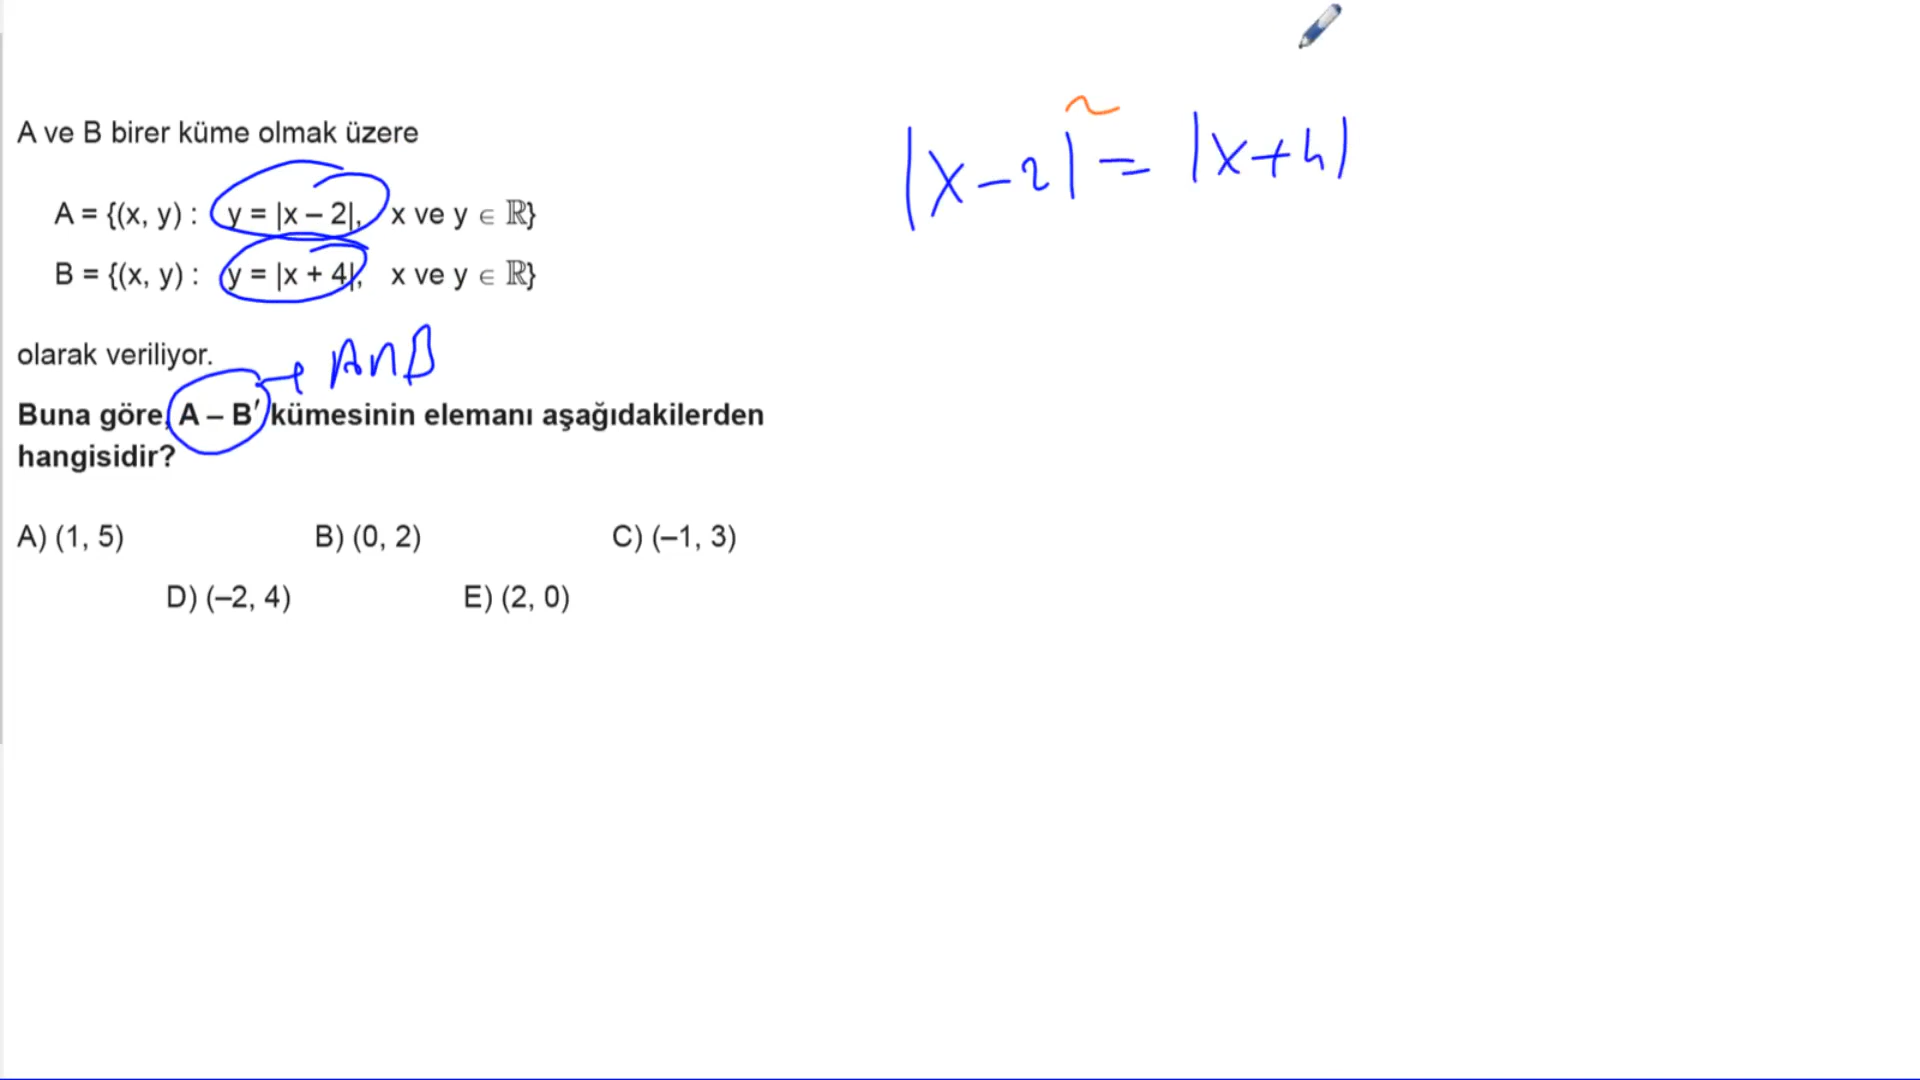 A ve B birer küme olmak üzere
A = {(x, y) : y = |x – 2|, x ve y ∈ ℝ}
B = {(x, y) : y = |x + 4|, x ve y ∈ ℝ}
olarak veriliyor.
A∩B
Buna göre, A – B′ kümesinin elemanı aşağıdakilerden
hangisidir?
A) (1, 5) B) (0, 2) C) (–1, 3)
D) (–2, 4) E) (2, 0)
|x-2| = |x+4|